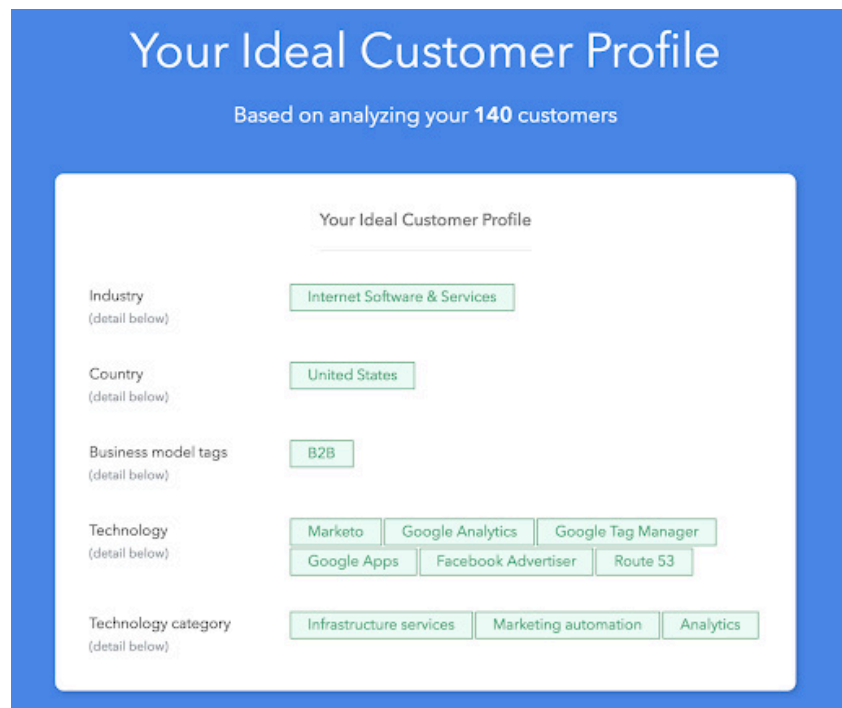 Your Ideal Customer Profile
Based on analyzing your 140 customers
Your Ideal Customer Profile
Industry
(detail below)
Internet Software & Services
Country
(detail below)
United States
Business model tags
(detail below)
B2B
Technology
(detail below)
Marketo
Google Analytics
Google Tag Manager
Google Apps
Facebook Advertiser
Route 53
Technology category
(detail below)
Infrastructure services
Marketing automation
Analytics